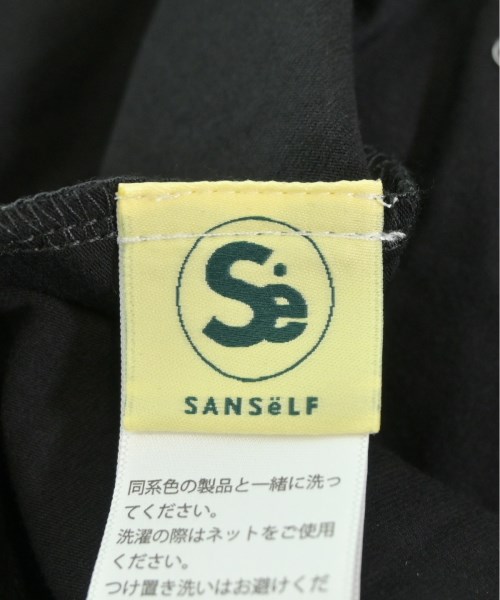 Së
SANSëLF
同系色の製品と一緒に洗っ
てください。
洗濯の際はネットをご使用
ください。
つけ置き洗いはお避けくだ